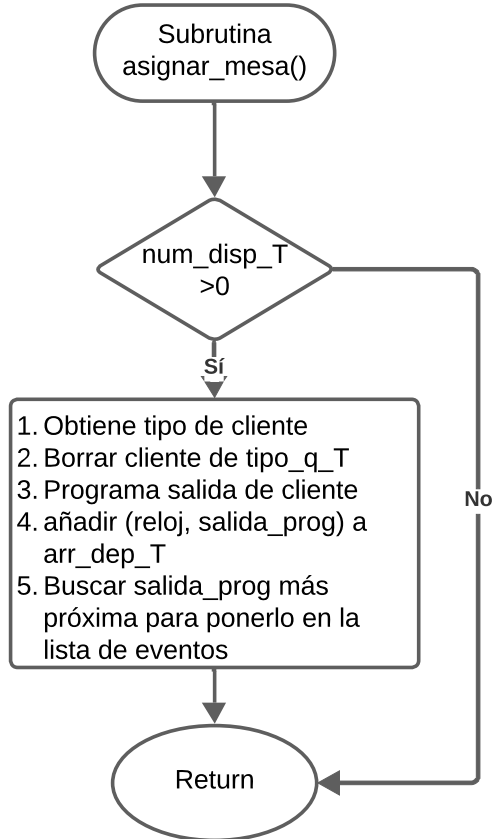 Subrutina
asignar_mesa()
num_disp_T
>0
Sí
1. Obtiene tipo de cliente
2. Borrar cliente de tipo_q_T
3. Programa salida de cliente
4. añadir (reloj, salida_prog) a
arr_dep_T
5. Buscar salida_prog más
próxima para ponerlo en la
lista de eventos
No
Return